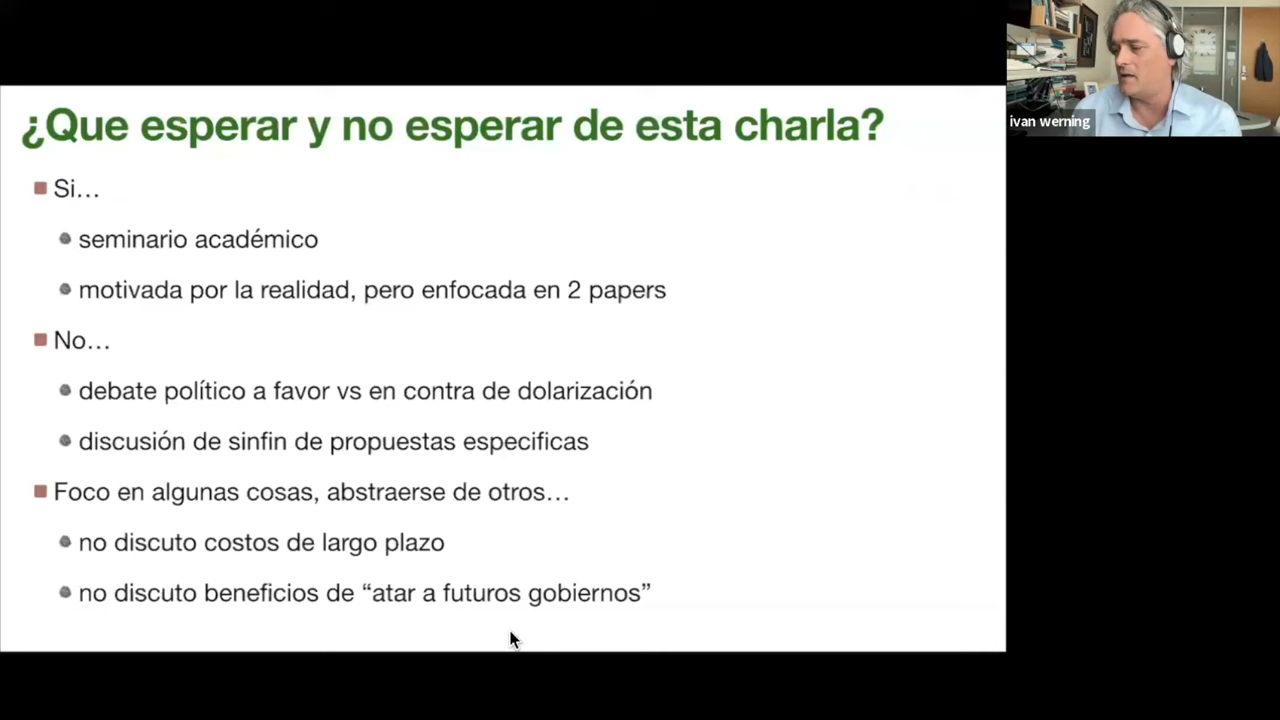 ¿Que esperar y no esperar de esta charla?
Si…
seminario académico
motivada por la realidad, pero enfocada en 2 papers
No…
debate político a favor vs en contra de dolarización
discusión de sinfin de propuestas especificas
Foco en algunas cosas, abstraerse de otros…
no discuto costos de largo plazo
no discuto beneficios de “atar a futuros gobiernos”
ivan werning